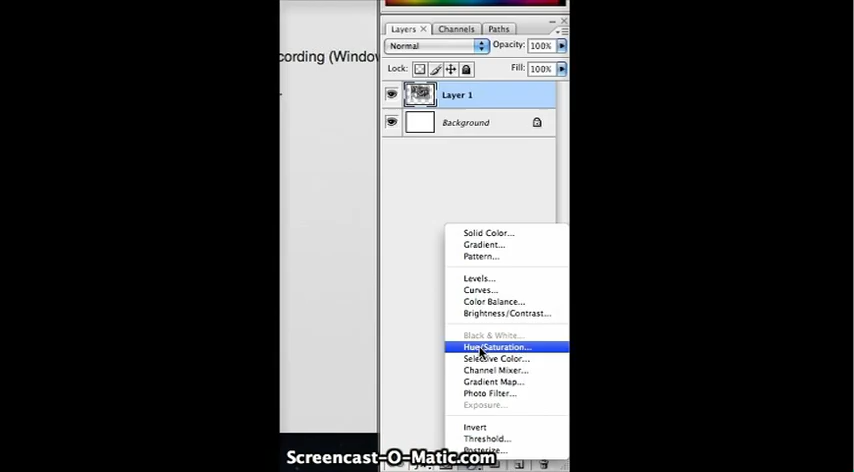 cording (Window
Layers × Channels Paths
Normal Opacity: 100%
Lock: Fill: 100%
Layer 1
Background
Solid Color...
Gradient...
Pattern...
Levels...
Curves...
Color Balance...
Brightness/Contrast...
Black & White...
Hue/Saturation...
Selective Color...
Channel Mixer...
Gradient Map...
Photo Filter...
Exposure...
Invert
Threshold...
Posterize...
Screencast-O-Matic.com